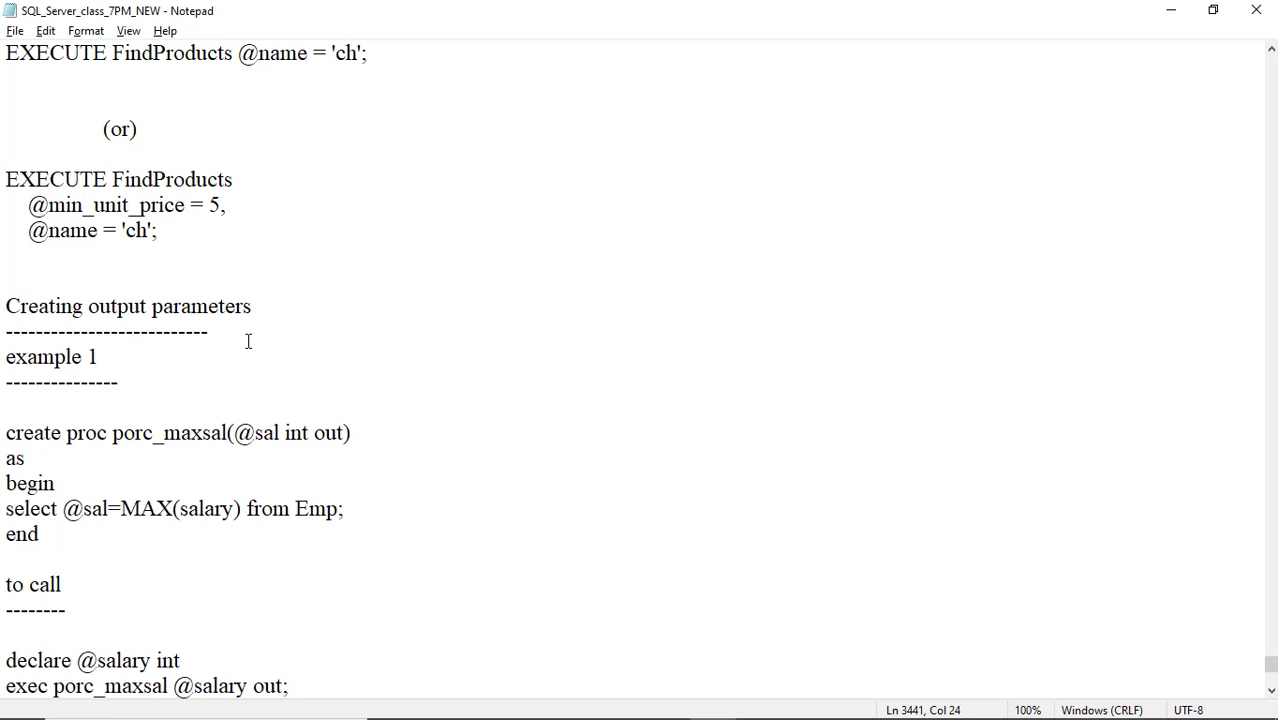 SQL_Server_class_7PM_NEW - Notepad
File Edit Format View Help
EXECUTE FindProducts @name = 'ch';
(or)
EXECUTE FindProducts
@min_unit_price = 5,
@name = 'ch';
Creating output parameters
---------------------------
example 1
---------------
create proc porc_maxsal(@sal int out)
as
begin
select @sal=MAX(salary) from Emp;
end
to call
--------
declare @salary int
exec porc_maxsal @salary out;
Ln 3441, Col 24 100% Windows (CRLF) UTF-8